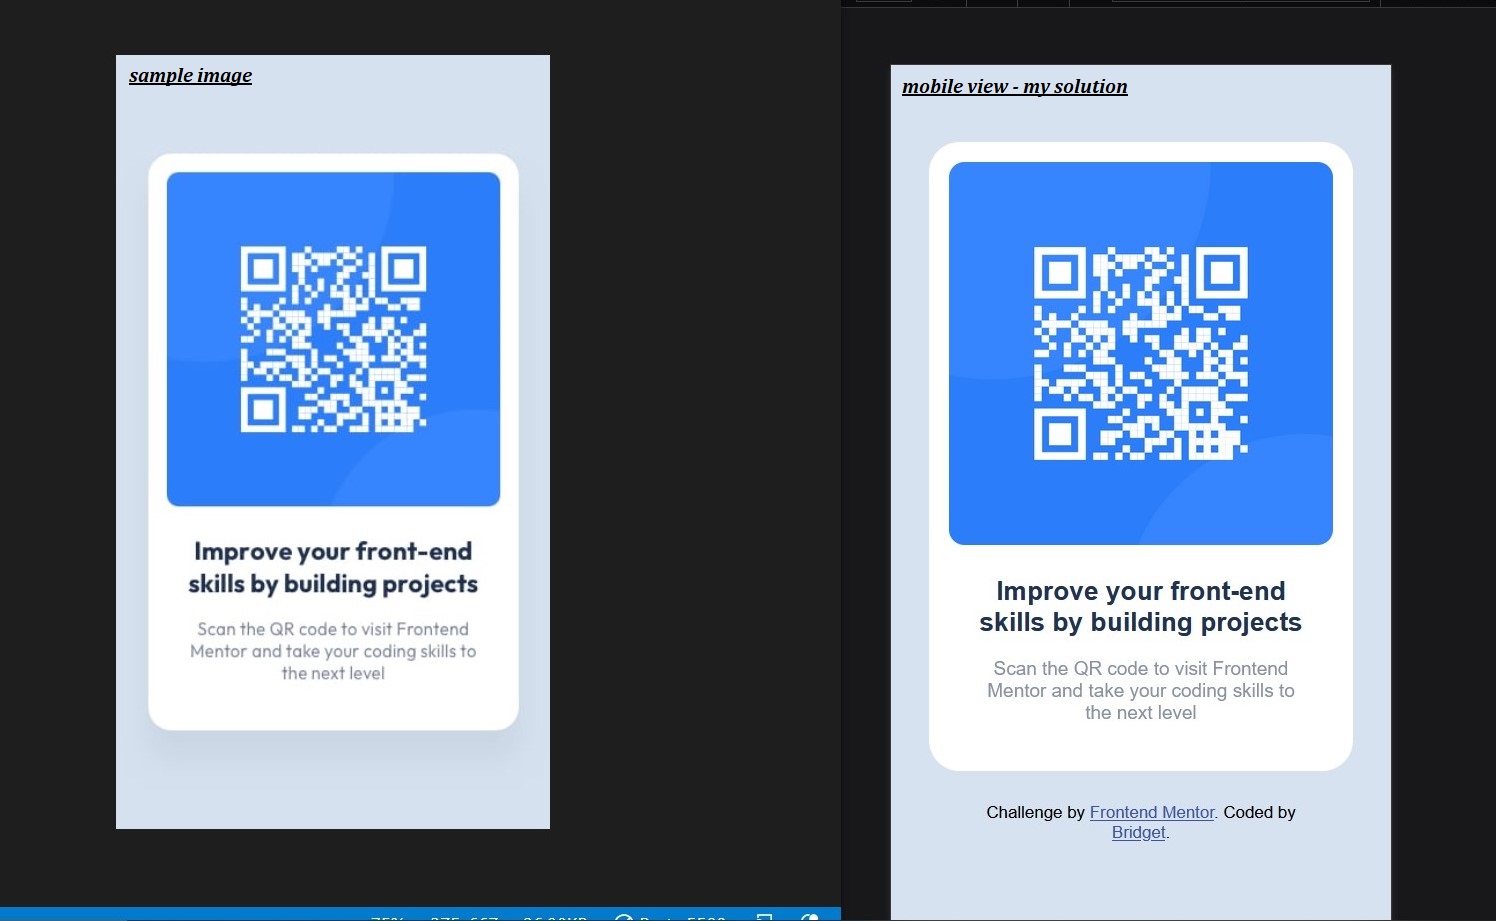 sample image
Improve your front-end
skills by building projects
Scan the QR code to visit Frontend
Mentor and take your coding skills to
the next level
mobile view - my solution
Improve your front-end
skills by building projects
Scan the QR code to visit Frontend
Mentor and take your coding skills to
the next level
Challenge by Frontend Mentor. Coded by
Bridget.